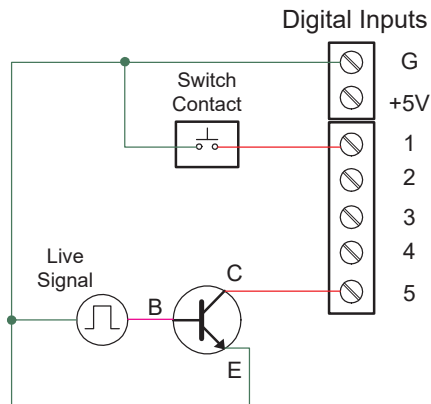 Digital Inputs
G
+5V
Switch
Contact
1
2
3
4
Live
Signal
B
C
5
E